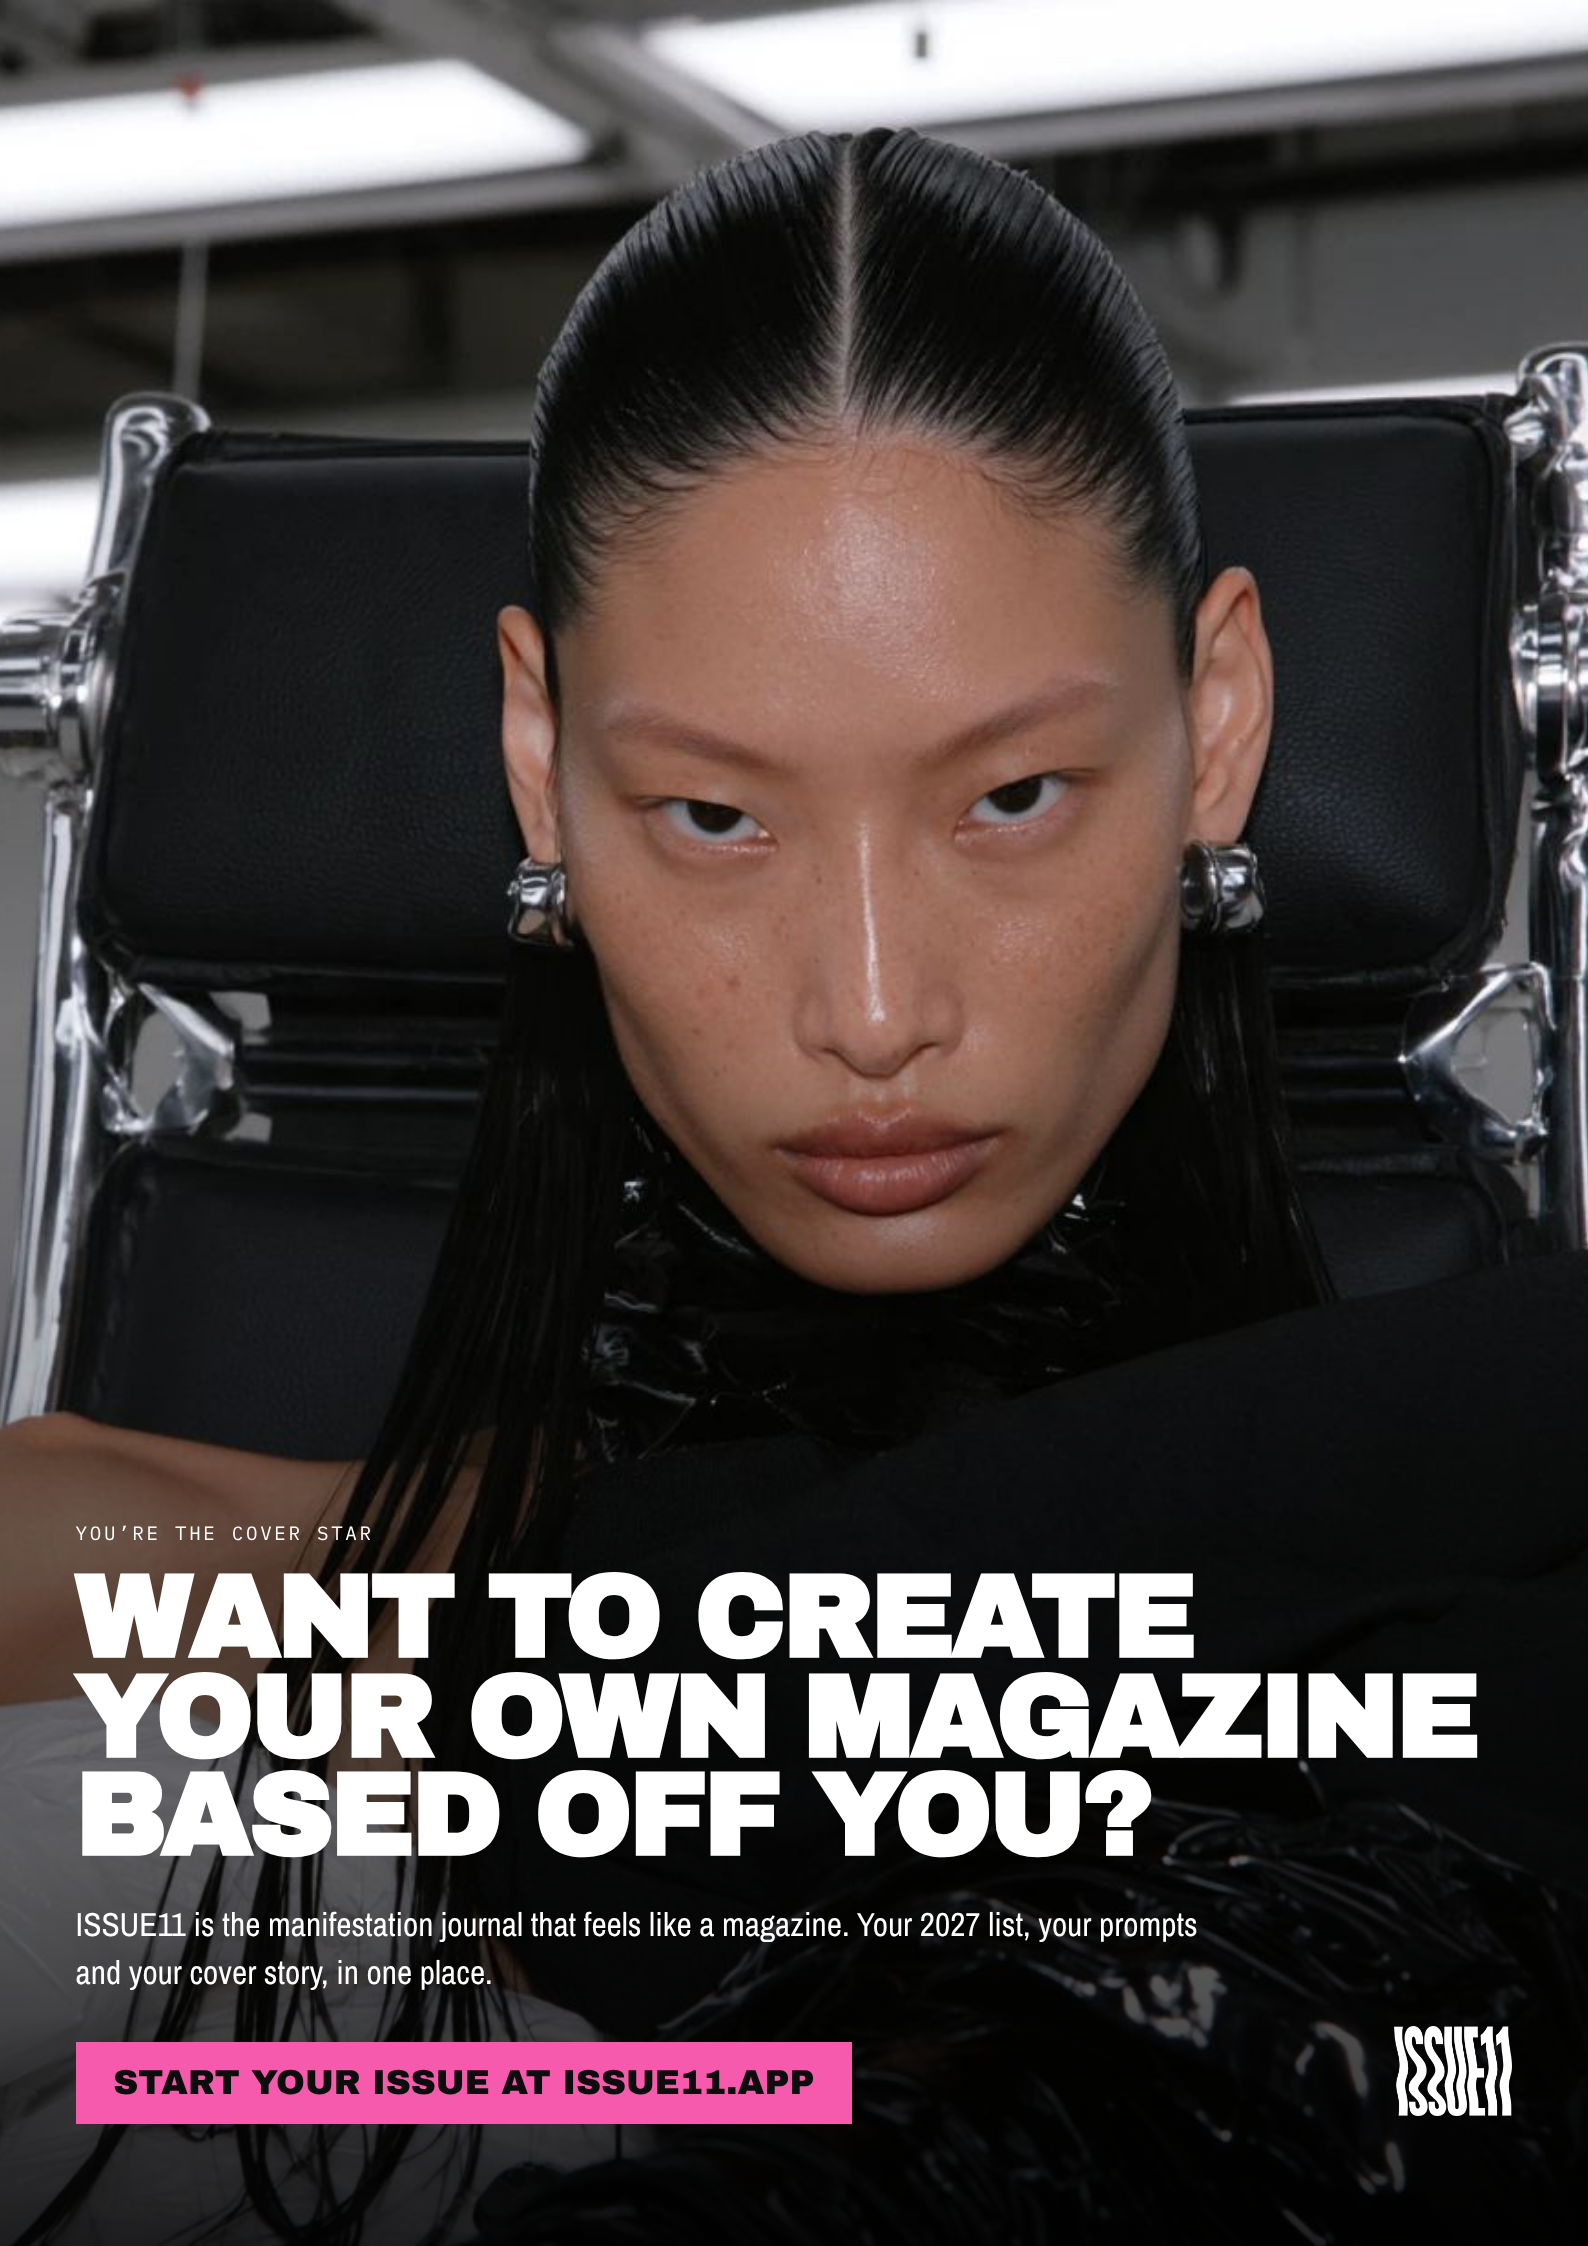 YOU’RE THE COVER STAR
WANT TO CREATE
YOUR OWN MAGAZINE
BASED OFF YOU?
ISSUE11 is the manifestation journal that feels like a magazine. Your 2027 list, your prompts
and your cover story, in one place.
START YOUR ISSUE AT ISSUE11.APP
ISSUE11